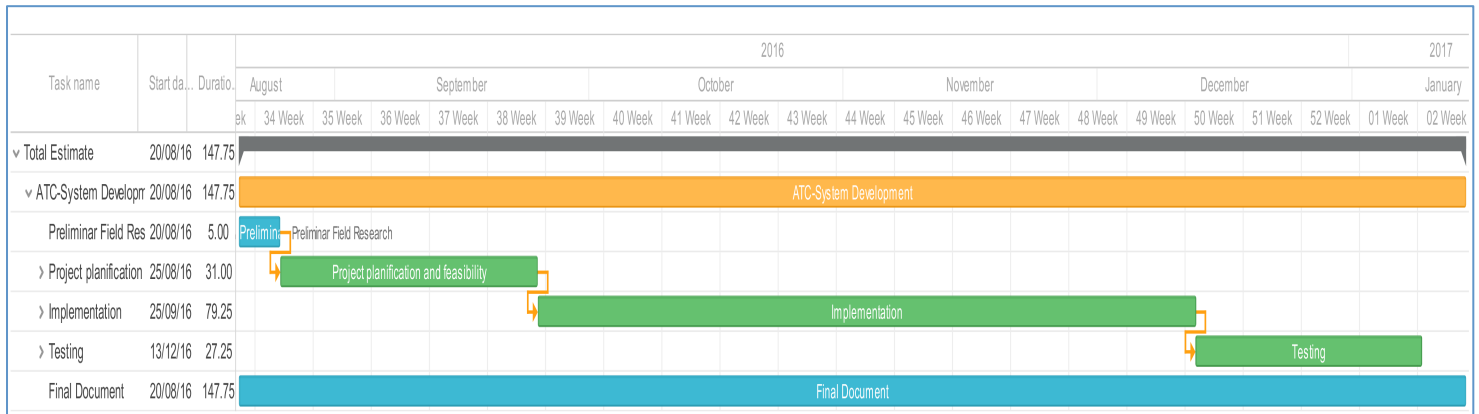 2016 2017
Task name Start da... Duratio. August September October November December January
ek 34 Week 35 Week 36 Week 37 Week 38 Week 39 Week 40 Week 41 Week 42 Week 43 Week 44 Week 45 Week 46 Week 47 Week 48 Week 49 Week 50 Week 51 Week 52 Week 01 Week 02 Week
Total Estimate 20/08/16 147.75
ATC-System Developm 20/08/16 147.75 ATC-System Development
Preliminar Field Res 20/08/16 5.00 Prelimina Preliminar Field Research
Project planification 25/08/16 31.00 Project planification and feasibility
Implementation 25/09/16 79.25 Implementation
Testing 13/12/16 27.25 Testing
Final Document 20/08/16 147.75 Final Document